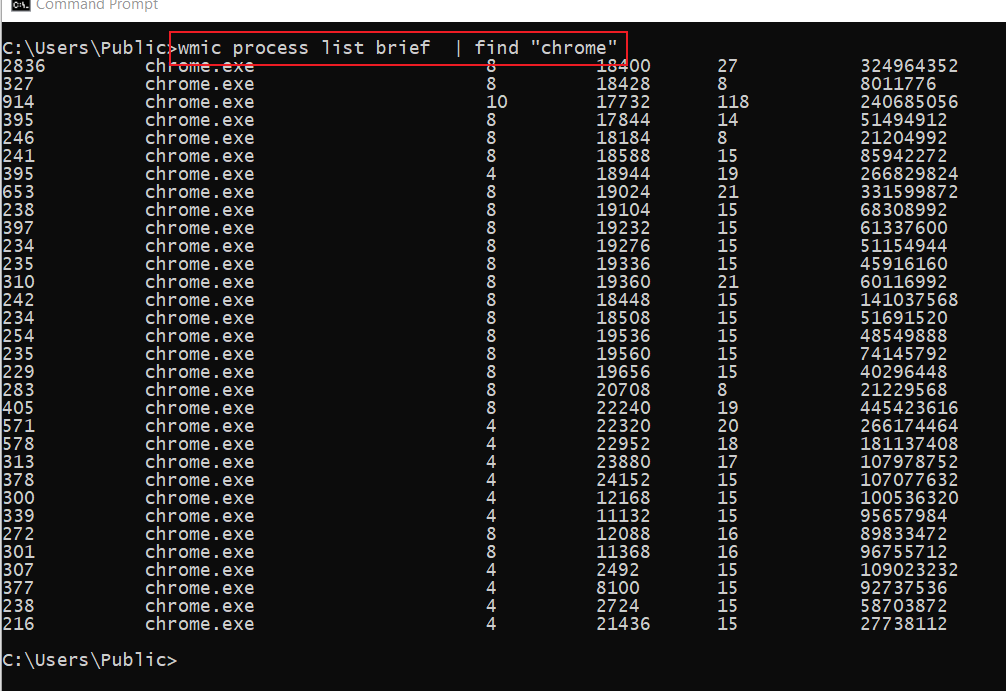 Command Prompt
C:\Users\Public>wmic process list brief  | find "chrome"
2836 chrome.exe 8 18400 27 324964352
327 chrome.exe 8 18428 8 8011776
914 chrome.exe 10 17732 118 240685056
395 chrome.exe 8 17844 14 51494912
246 chrome.exe 8 18184 8 21204992
241 chrome.exe 8 18588 15 85942272
395 chrome.exe 4 18944 19 266829824
653 chrome.exe 8 19024 21 331599872
238 chrome.exe 8 19104 15 68308992
397 chrome.exe 8 19232 15 61337600
234 chrome.exe 8 19276 15 51154944
235 chrome.exe 8 19336 15 45916160
310 chrome.exe 8 19360 21 60116992
242 chrome.exe 8 18448 15 141037568
234 chrome.exe 8 18508 15 51691520
254 chrome.exe 8 19536 15 48549888
235 chrome.exe 8 19560 15 74145792
229 chrome.exe 8 19656 15 40296448
283 chrome.exe 8 20708 8 21229568
405 chrome.exe 8 22240 19 445423616
571 chrome.exe 4 22320 20 266174464
578 chrome.exe 4 22952 18 181137408
313 chrome.exe 4 23880 17 107978752
378 chrome.exe 4 24152 15 107077632
300 chrome.exe 4 12168 15 100536320
339 chrome.exe 4 11132 15 95657984
272 chrome.exe 8 12088 16 89833472
301 chrome.exe 8 11368 16 96755712
307 chrome.exe 4 2492 15 109023232
377 chrome.exe 4 8100 15 92737536
238 chrome.exe 4 2724 15 58703872
216 chrome.exe 4 21436 15 27738112
C:\Users\Public>